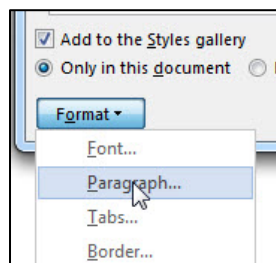 Add to the Styles gallery
Only in this document
Format
Font...
Paragraph...
Tabs...
Border...